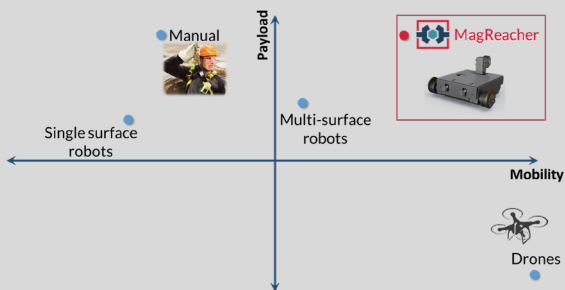 Payload
Manual
MagReacher
Single surface
robots
Multi-surface
robots
Mobility
Drones